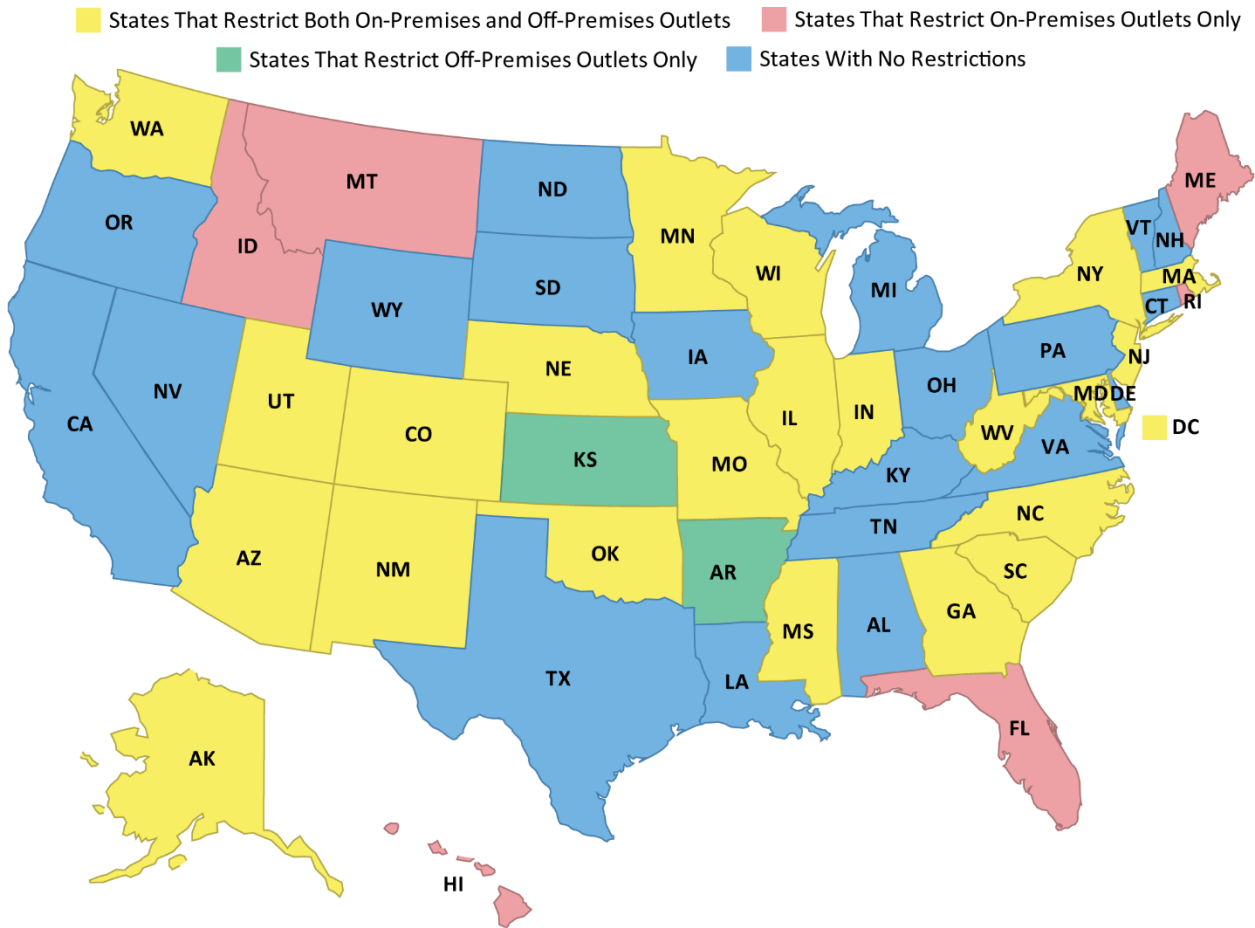 States That Restrict Both On-Premises and Off-Premises Outlets
States That Restrict On-Premises Outlets Only
States That Restrict Off-Premises Outlets Only
States With No Restrictions
WA
MT
ND
ME
OR
ID
MN
VT
NH
WI
NY
MA
SD
MI
WY
CT
RI
IA
PA
NJ
NE
OH
NV
UT
MD
DE
CA
CO
IL
IN
WV
DC
KS
MO
KY
VA
NC
TN
AZ
NM
OK
AR
SC
GA
MS
AL
TX
LA
FL
AK
HI